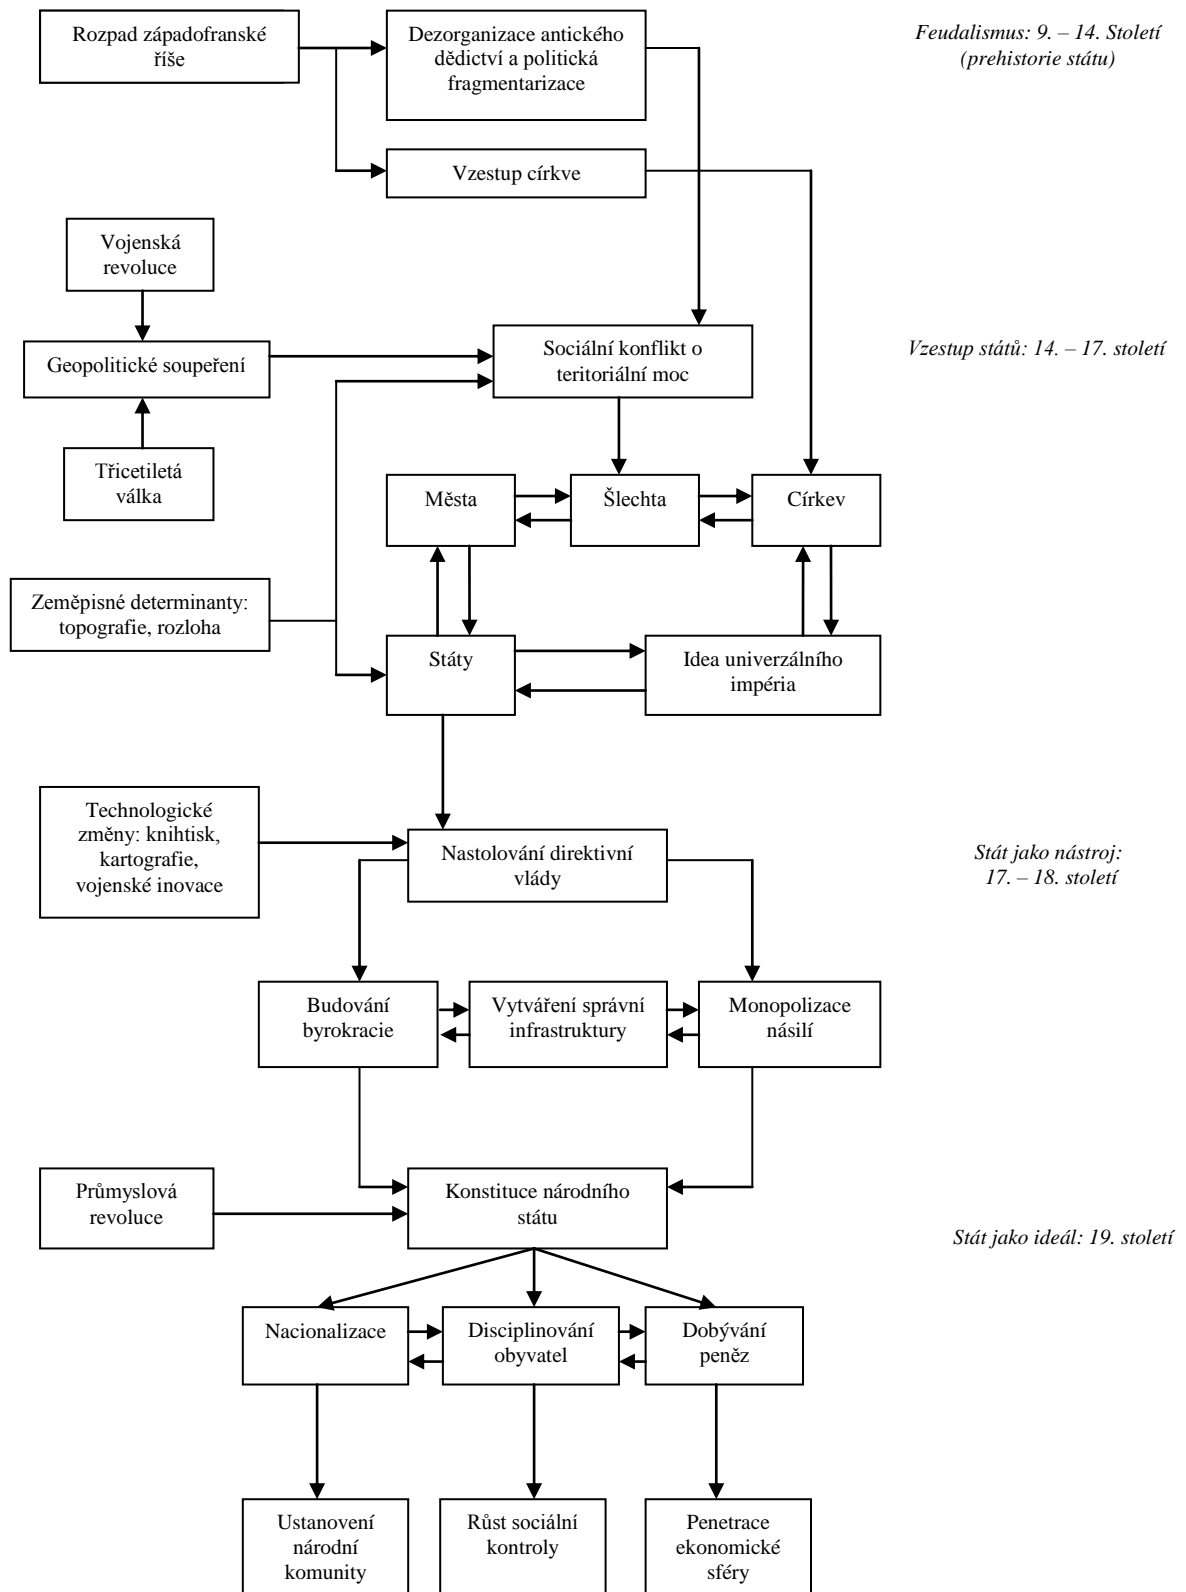 Rozpad západofranské
říše
Dezorganizace antického
dědictví a politická
fragmentarizace
Feudalismus: 9. – 14. Století
(prehistorie státu)
Vzestup církve
Vojenská
revoluce
Geopolitické soupeření
Sociální konflikt o
teritoriální moc
Vzestup států: 14. – 17. století
Třicetiletá
válka
Města
Šlechta
Církev
Zeměpisné determinanty:
topografie, rozloha
Státy
Idea univerzálního
impéria
Technologické
změny: knihtisk,
kartografie,
vojenské inovace
Nastolování direktivní
vlády
Stát jako nástroj:
17. – 18. století
Budování
byrokracie
Vytváření správní
infrastruktury
Monopolizace
násilí
Průmyslová
revoluce
Konstituce národního
státu
Stát jako ideál: 19. století
Nacionalizace
Disciplinování
obyvatel
Dobývání
peněz
Ustanovení
národní
komunity
Růst sociální
kontroly
Penetrace
ekonomické
sféry